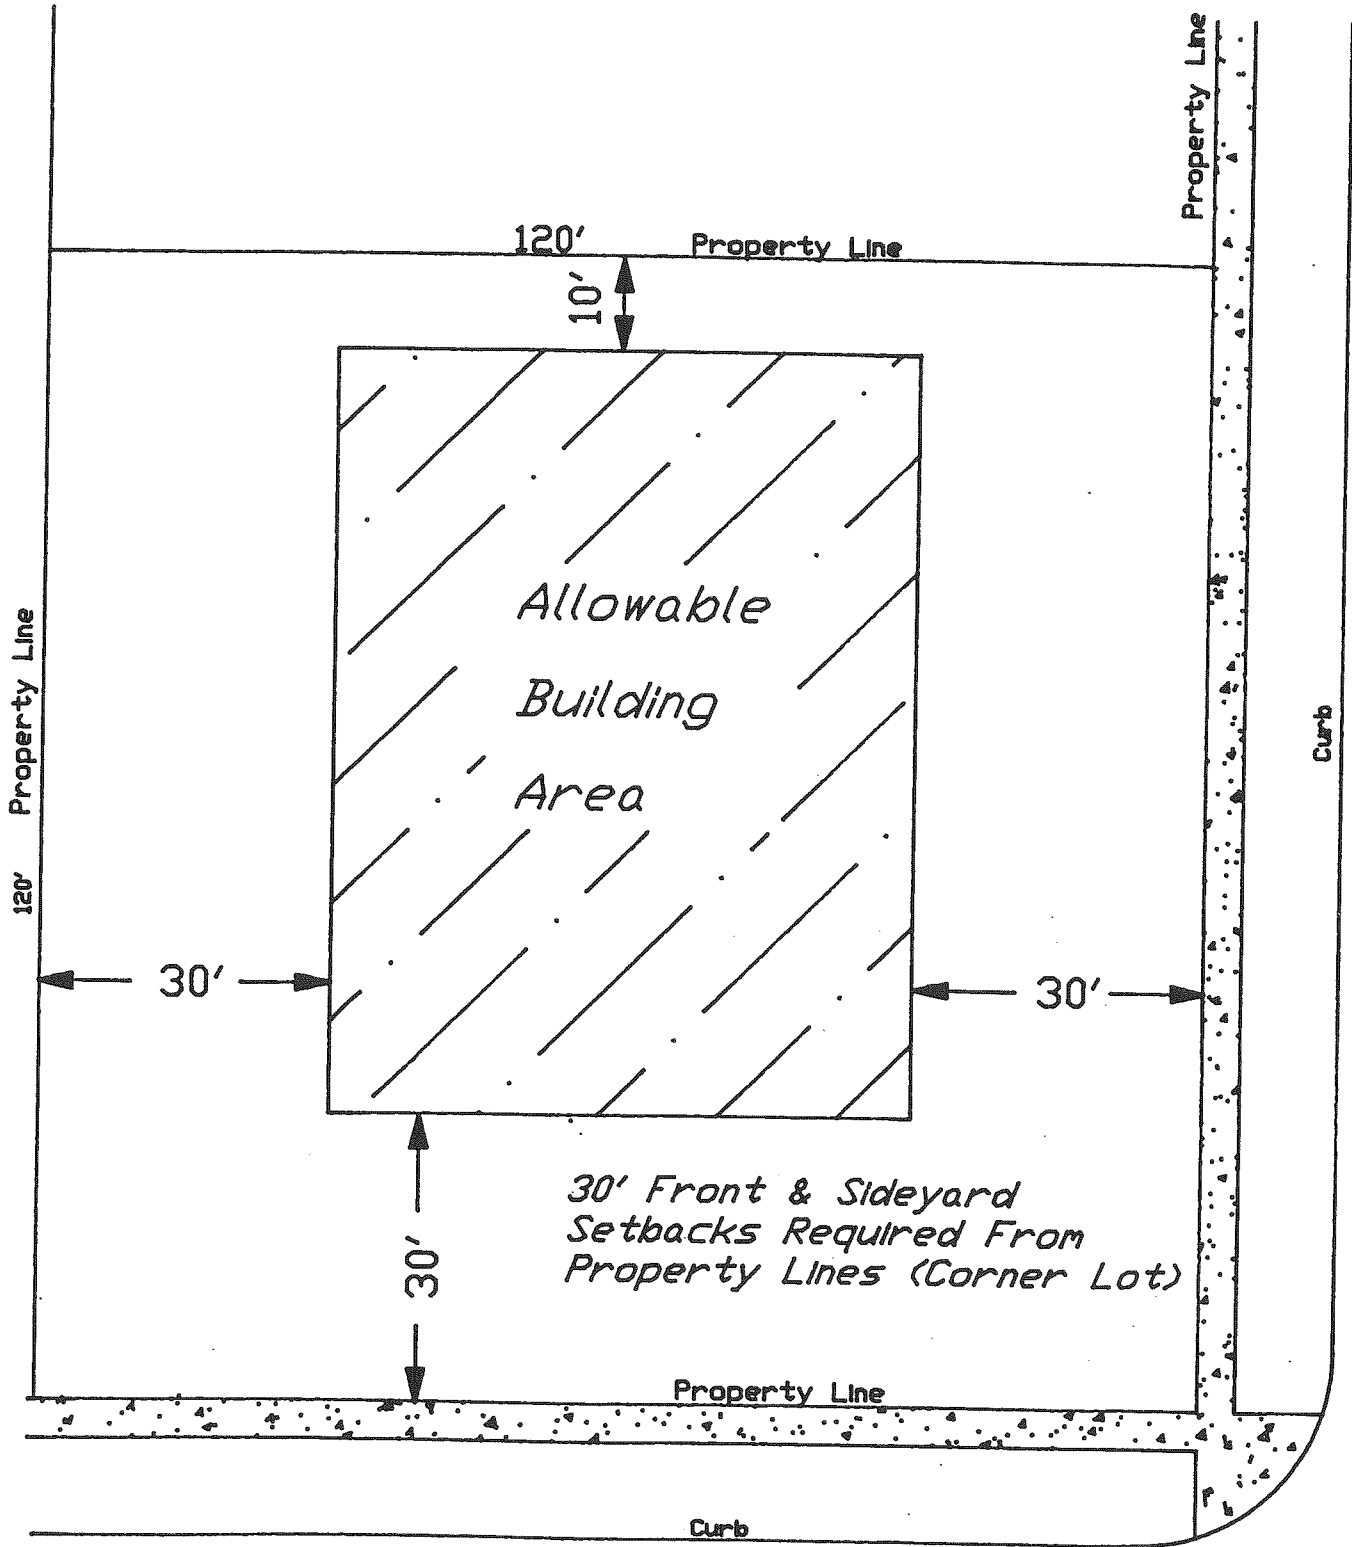 Property Line
120' Property Line
10'
Allowable
Building
Area
120' Property Line
Curb
30'
30'
30' Front & Sideyard
Setbacks Required From
Property Lines (Corner Lot)
30'
Property Line
Curb